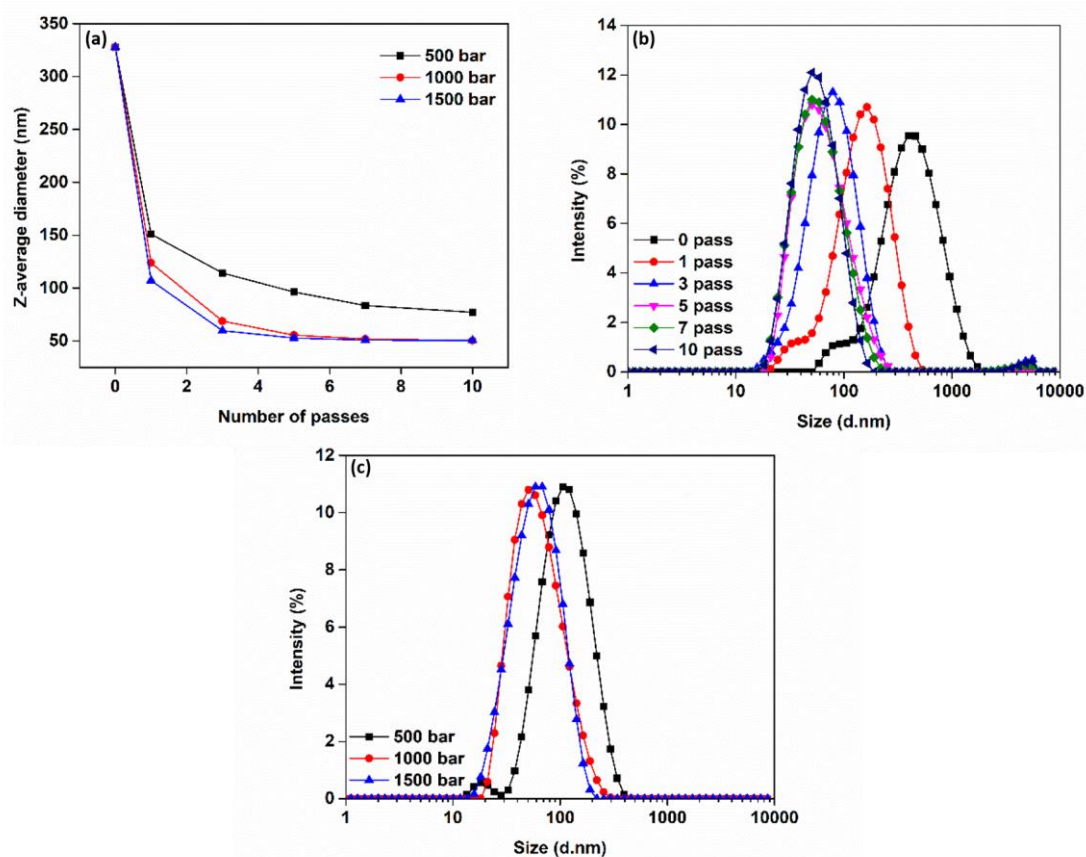 (a)
500 bar
1000 bar
1500 bar
350
300
250
200
150
100
50
Z-average diameter (nm)
0 2 4 6 8 10
Number of passes
(b)
14
12
10
8
6
4
2
0
Intensity (%)
0 pass
1 pass
3 pass
5 pass
7 pass
10 pass
1 10 100 1000 10000
Size (d.nm)
(c)
12
10
8
6
4
2
0
Intensity (%)
500 bar
1000 bar
1500 bar
1 10 100 1000 10000
Size (d.nm)